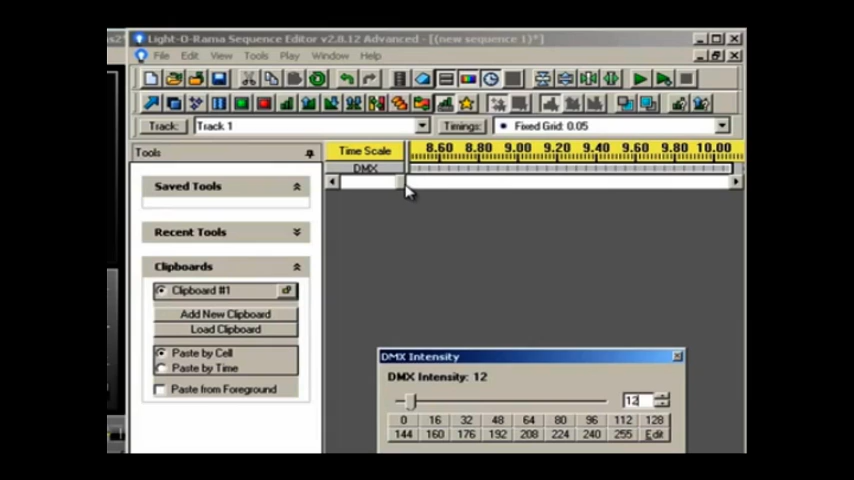 Light-O-Rama Sequence Editor v2.8.12 Advanced - [(new sequence 1)*]
File Edit View Tools Play Window Help
Track: Track 1 Timings: Fixed Grid: 0.05
Tools Time Scale 8.60 8.80 9.00 9.20 9.40 9.60 9.80 10.00
DMX
Saved Tools
Recent Tools
Clipboards
Clipboard #1
Add New Clipboard
Load Clipboard
Paste by Cell
Paste by Time
Paste from Foreground
DMX Intensity
DMX Intensity: 12
12
0 16 32 48 64 80 96 112 128
144 160 176 192 208 224 240 255 Edit